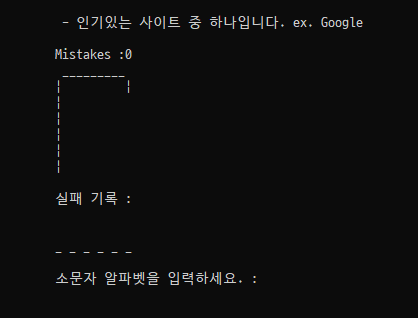 - 인기있는 사이트 중 하나입니다. ex. Google
Mistakes :0
_________
¦ ¦
¦
¦
¦
¦
¦
실패 기록 :
_ _ _ _ _ _
소문자 알파벳을 입력하세요. :